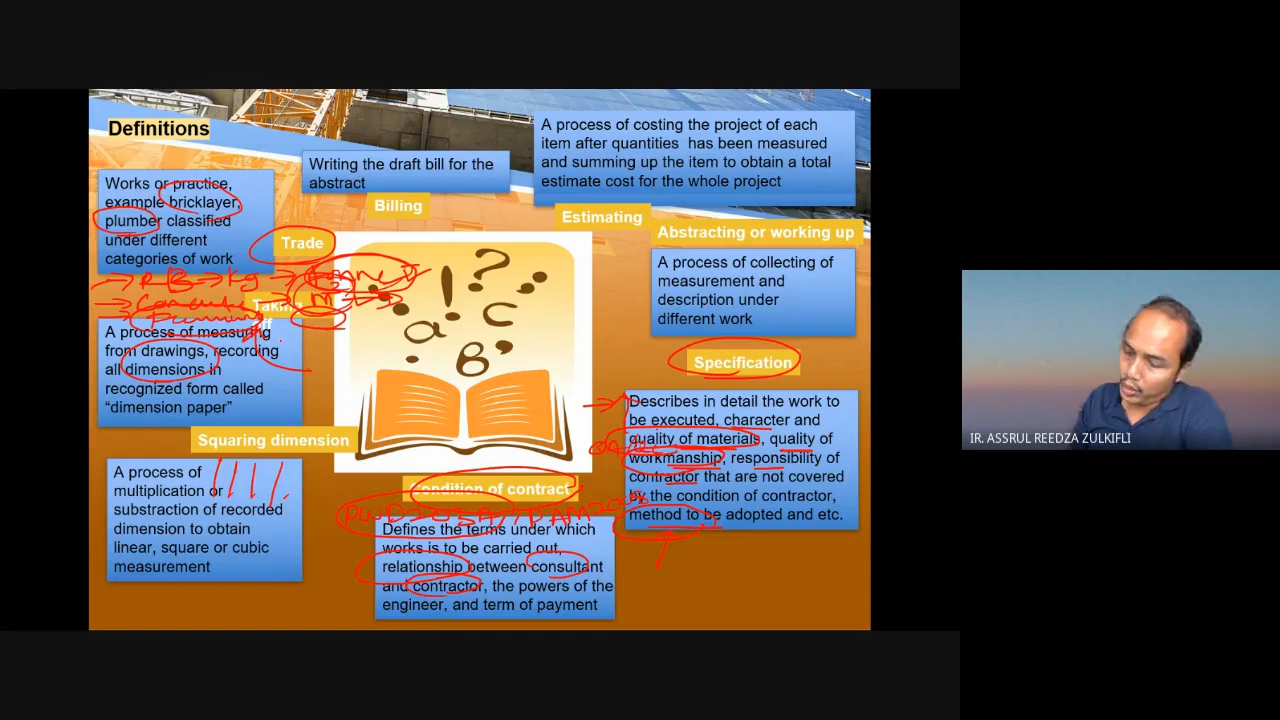 Definitions
A process of costing the project of each
item after quantities has been measured
and summing up the item to obtain a total
estimate cost for the whole project
Estimating
Writing the draft bill for the
abstract
Billing
Works or practice,
example bricklayer,
plumber classified
under different
categories of work
Trade
Abstracting or working up
A process of collecting of
measurement and
description under
different work
Taking
off
A process of measuring
from drawings, recording
all dimensions in
recognized form called
“dimension paper”
Specification
Describes in detail the work to
be executed, character and
quality of materials, quality of
workmanship, responsibility of
contractor that are not covered
by the condition of contractor,
method to be adopted and etc.
Squaring dimension
A process of
multiplication or
substraction of recorded
dimension to obtain
linear, square or cubic
measurement
Condition of contract
PWD 203A, PAM 2006
Defines the terms under which
works is to be carried out,
relationship between consultant
and contractor, the powers of the
engineer, and term of payment
! ? a c B
kg
IR. ASSRUL REEDZA ZULKIFLI